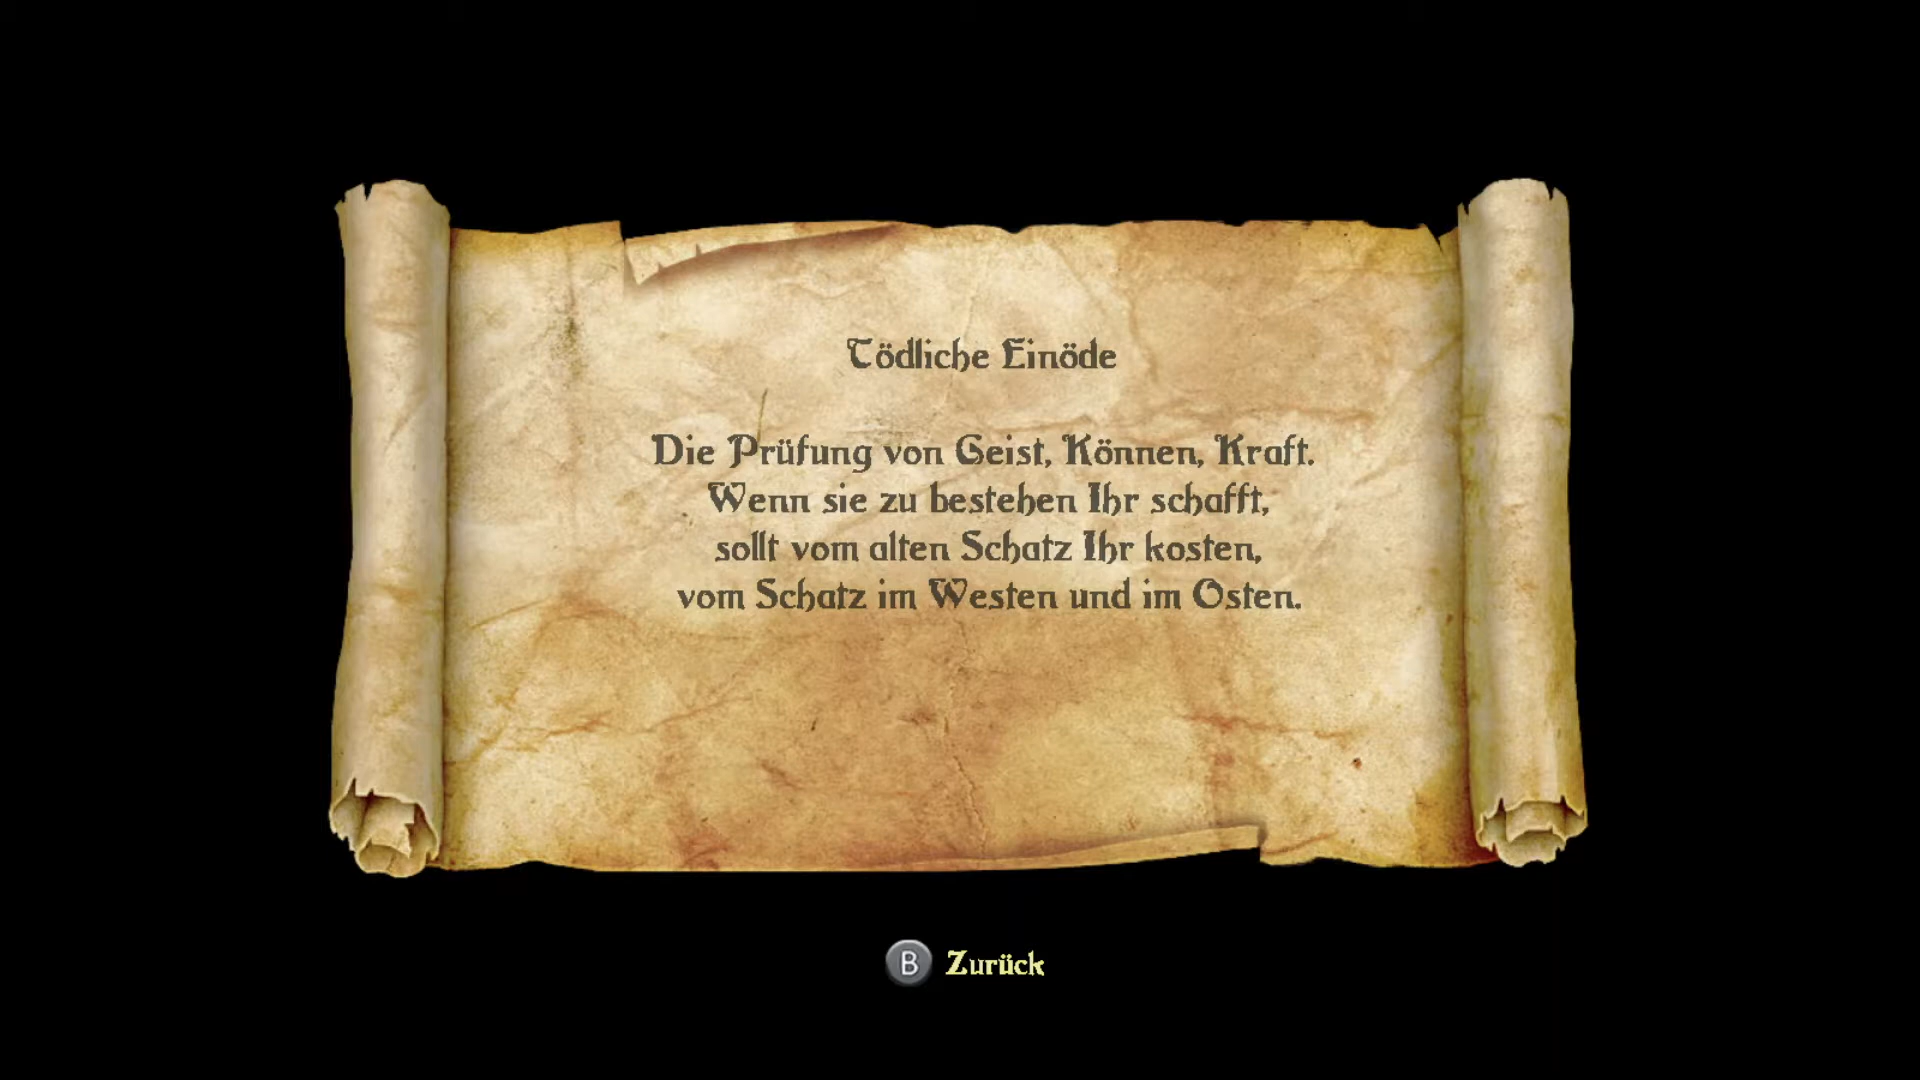 Tödliche Einöde
Die Prüfung von Geist, Können, Kraft.
Wenn sie zu bestehen Ihr schafft,
sollt vom alten Schatz Ihr kosten,
vom Schatz im Westen und im Osten.
B Zurück